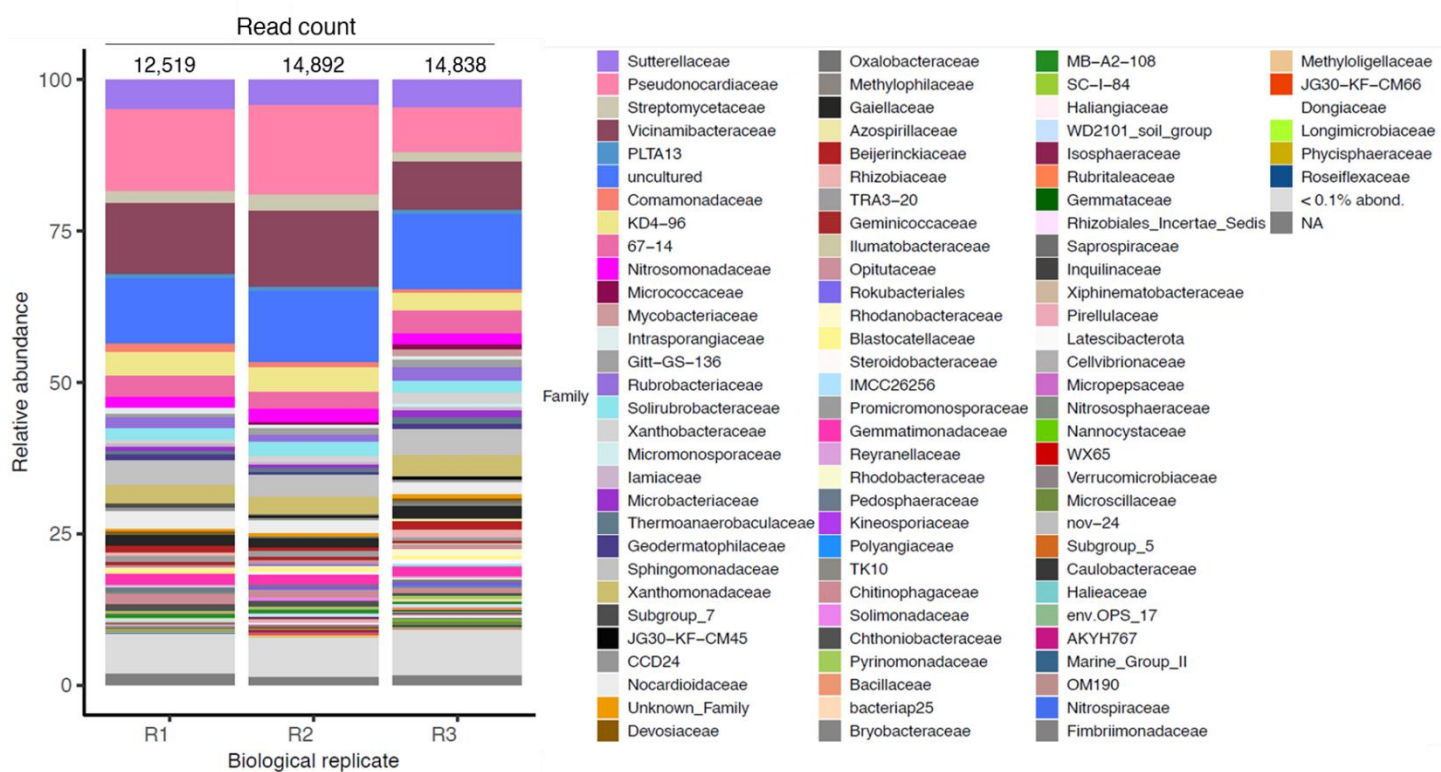 Read count
12,519 14,892 14,838
100
75
50
25
0
Relative abundance
R1 R2 R3
Biological replicate
Family
Sutterellaceae
Pseudonocardiaceae
Streptomycetaceae
Vicinamibacteraceae
PLTA13
uncultured
Comamonadaceae
KD4−96
67−14
Nitrosomonadaceae
Micrococcaceae
Mycobacteriaceae
Intrasporangiaceae
Gitt−GS−136
Rubrobacteriaceae
Solirubrobacteraceae
Xanthobacteraceae
Micromonosporaceae
Iamiaceae
Microbacteriaceae
Thermoanaerobaculaceae
Geodermatophilaceae
Sphingomonadaceae
Xanthomonadaceae
Subgroup_7
JG30−KF−CM45
CCD24
Nocardioidaceae
Unknown_Family
Devosiaceae
Oxalobacteraceae
Methylophilaceae
Gaiellaceae
Azospirillaceae
Beijerinckiaceae
Rhizobiaceae
TRA3−20
Geminicoccaceae
Ilumatobacteraceae
Opitutaceae
Rokubacteriales
Rhodanobacteraceae
Blastocatellaceae
Steroidobacteraceae
IMCC26256
Promicromonosporaceae
Gemmatimonadaceae
Reyranellaceae
Rhodobacteraceae
Pedosphaeraceae
Kineosporiaceae
Polyangiaceae
TK10
Chitinophagaceae
Solimonadaceae
Chthoniobacteraceae
Pyrinomonadaceae
Bacillaceae
bacteriap25
Bryobacteraceae
MB−A2−108
SC−I−84
Haliangiaceae
WD2101_soil_group
Isosphaeraceae
Rubritaleaceae
Gemmataceae
Rhizobiales_Incertae_Sedis
Saprospiraceae
Inquilinaceae
Xiphinematobacteraceae
Pirellulaceae
Latescibacterota
Cellvibrionaceae
Micropepsaceae
Nitrososphaeraceae
Nannocystaceae
WX65
Verrucomicrobiaceae
Microscillaceae
nov−24
Subgroup_5
Caulobacteraceae
Halieaceae
env.OPS_17
AKYH767
Marine_Group_II
OM190
Nitrospiraceae
Fimbriimonadaceae
Methyloligellaceae
JG30−KF−CM66
Dongiaceae
Longimicrobiaceae
Phycisphaeraceae
Roseiflexaceae
< 0.1% abond.
NA